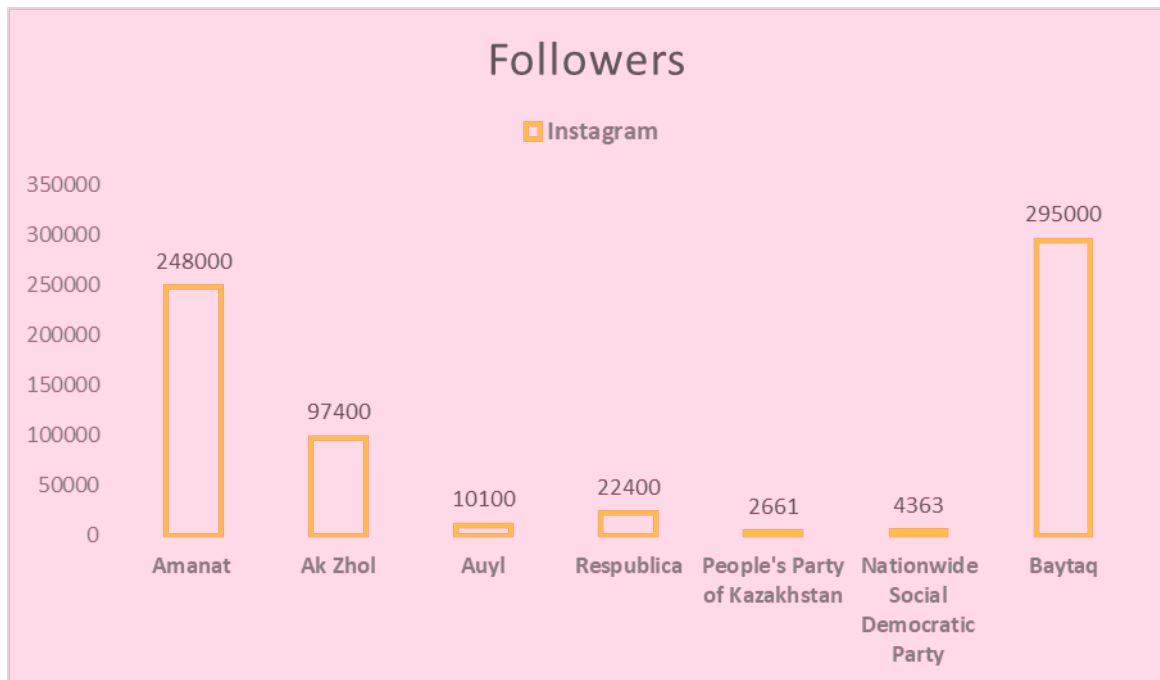 Followers
Instagram
350000
300000
250000
200000
150000
100000
50000
0
248000
97400
10100
22400
2661
4363
295000
Amanat
Ak Zhol
Auyl
Respublica
People's Party
of Kazakhstan
Nationwide
Social
Democratic
Party
Baytaq